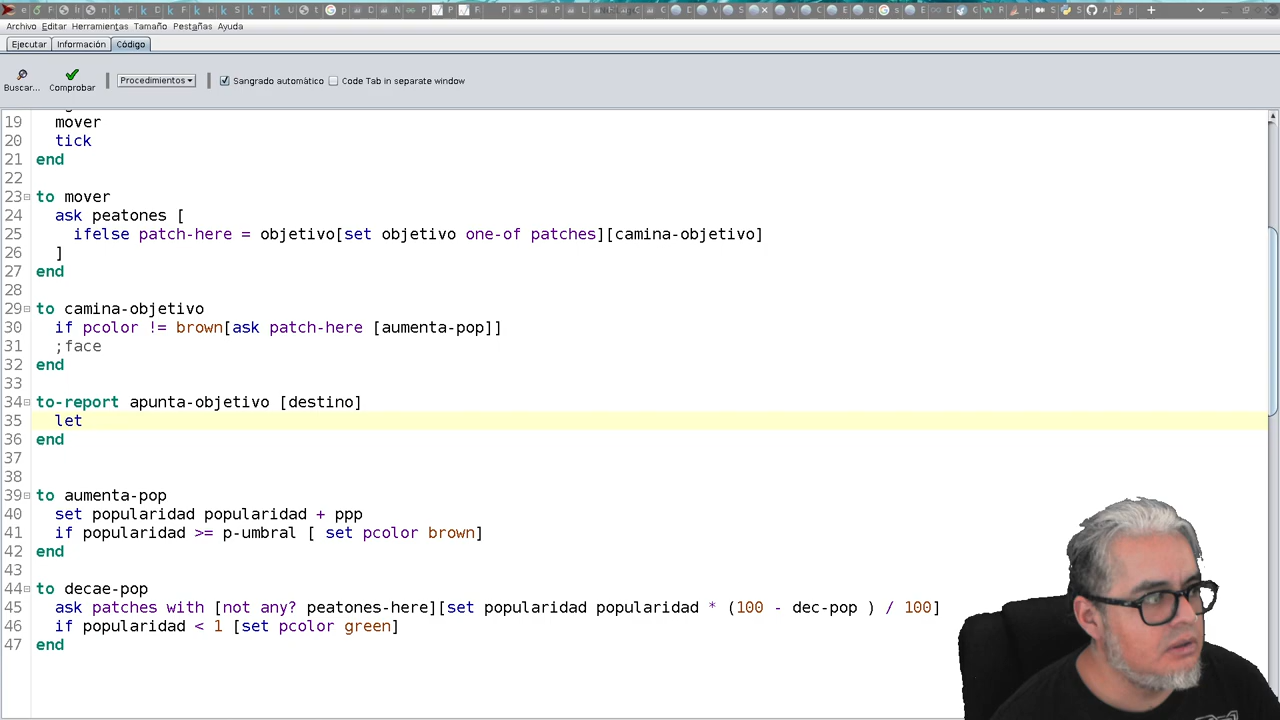 Archivo Editar Herramientas Tamaño Pestañas Ayuda
Ejecutar Información Código
Buscar... Comprobar Procedimientos Sangrado automàtico Code Tab in separate window
19 mover
20 tick
21 end
22
23 to mover
24 ask peatones [
25 ifelse patch-here = objetivo[set objetivo one-of patches][camina-objetivo]
26 ]
27 end
28
29 to camina-objetivo
30 if pcolor != brown[ask patch-here [aumenta-pop]]
31 ;face
32 end
33
34 to-report apunta-objetivo [destino]
35 let
36 end
37
38
39 to aumenta-pop
40 set popularidad popularidad + ppp
41 if popularidad >= p-umbral [ set pcolor brown]
42 end
43
44 to decae-pop
45 ask patches with [not any? peatones-here][set popularidad popularidad * (100 - dec-pop ) / 100]
46 if popularidad < 1 [set pcolor green]
47 end